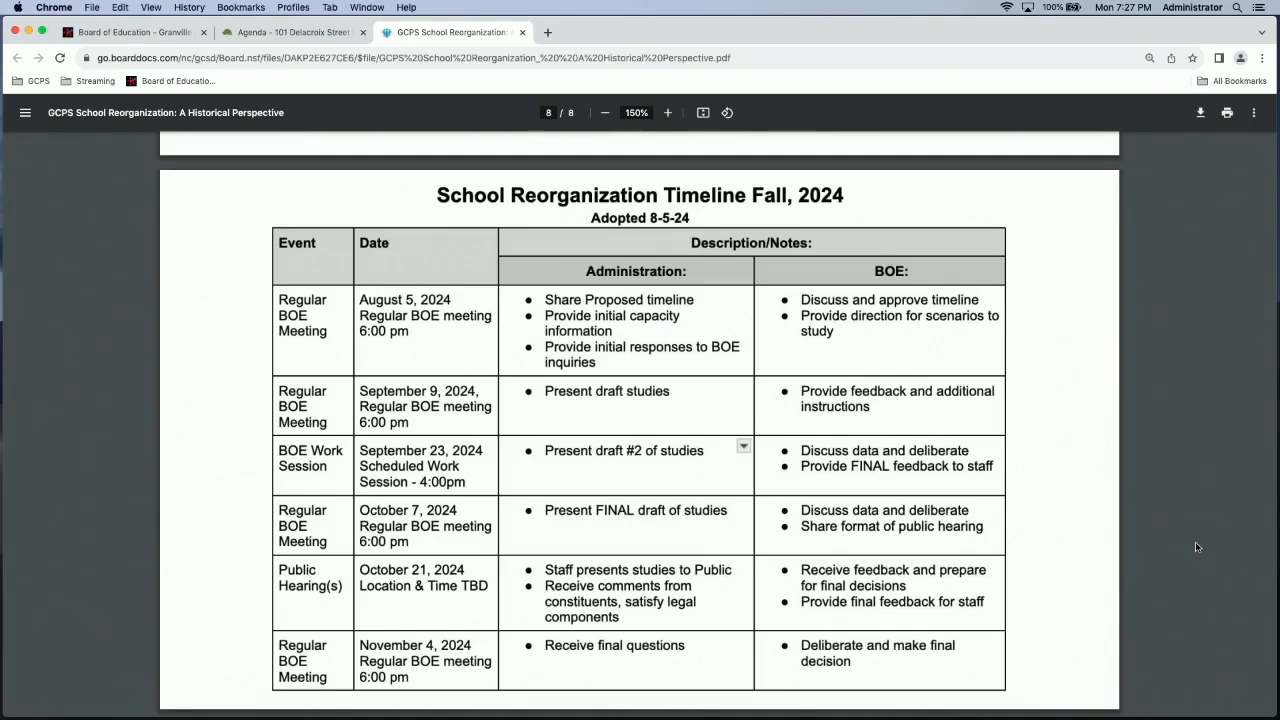 Chrome File Edit View History Bookmarks Profiles Tab Window Help 100% Mon 7:27 PM Administrator
Board of Education - Granville × Agenda - 101 Delacroix Street × GCPS School Reorganization: A × +
go.boarddocs.com/nc/gcsd/Board.nsf/files/DAKP2E627CE6/$file/GCPS%20School%20Reorganization_%20%20A%20Historical%20Perspective.pdf
GCPS Streaming Board of Educatio... All Bookmarks
GCPS School Reorganization: A Historical Perspective 8 / 8 − 150% +
School Reorganization Timeline Fall, 2024
Adopted 8-5-24
Event Date Description/Notes:
Administration: BOE:
Regular August 5, 2024 • Share Proposed timeline • Discuss and approve timeline
BOE Regular BOE meeting • Provide initial capacity • Provide direction for scenarios to
Meeting 6:00 pm information study
• Provide initial responses to BOE
inquiries
Regular September 9, 2024, • Present draft studies • Provide feedback and additional
BOE Regular BOE meeting instructions
Meeting 6:00 pm
BOE Work September 23, 2024 • Present draft #2 of studies • Discuss data and deliberate
Session Scheduled Work • Provide FINAL feedback to staff
Session - 4:00pm
Regular October 7, 2024 • Present FINAL draft of studies • Discuss data and deliberate
BOE Regular BOE meeting • Share format of public hearing
Meeting 6:00 pm
Public October 21, 2024 • Staff presents studies to Public • Receive feedback and prepare
Hearing(s) Location & Time TBD • Receive comments from for final decisions
constituents, satisfy legal • Provide final feedback for staff
components
Regular November 4, 2024 • Receive final questions • Deliberate and make final
BOE Regular BOE meeting decision
Meeting 6:00 pm